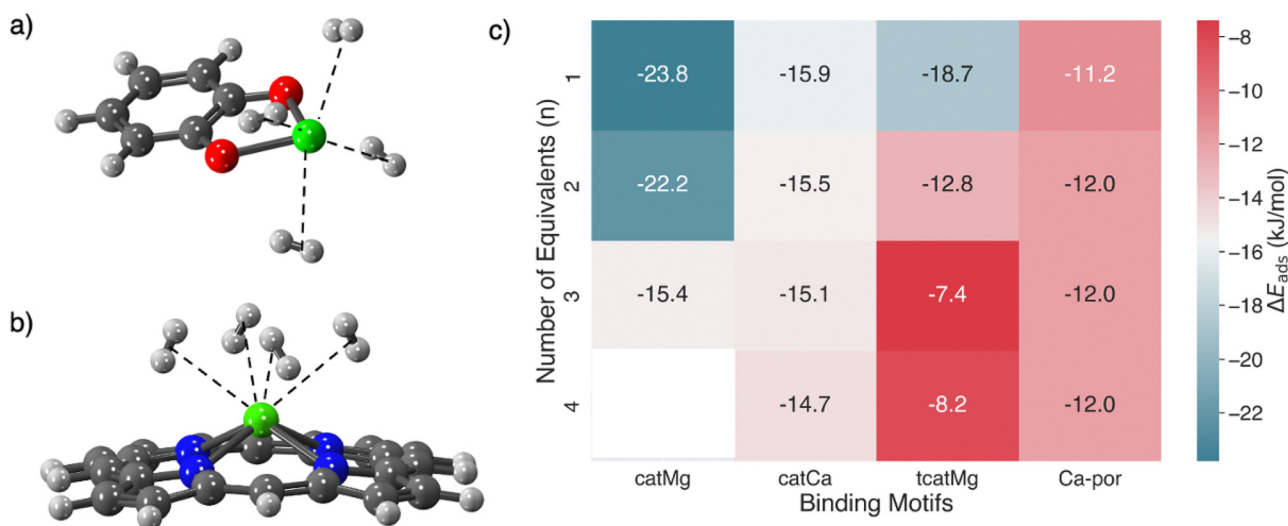 a)
b)
c)
Number of Equivalents (n)
1
2
3
4
-23.8 -15.9 -18.7 -11.2
-22.2 -15.5 -12.8 -12.0
-15.4 -15.1 -7.4 -12.0
-14.7 -8.2 -12.0
catMg catCa tcatMg Ca-por
Binding Motifs
−8
−10
−12
−14
−16
−18
−20
−22
ΔE_ads (kJ/mol)